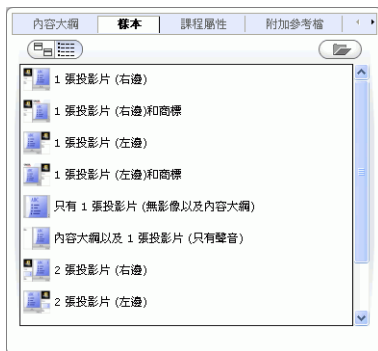 內容大綱 樣本 課程屬性 附加參考檔
1 張投影片 (右邊)
1 張投影片 (右邊)和商標
1 張投影片 (左邊)
1 張投影片 (左邊)和商標
只有 1 張投影片 (無影像以及內容大綱)
內容大綱以及 1 張投影片 (只有聲音)
2 張投影片 (右邊)
2 張投影片 (左邊)